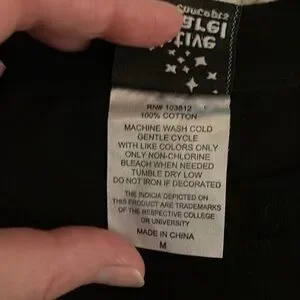 Concepts
RN# 103812
100% COTTON
MACHINE WASH COLD
GENTLE CYCLE
WITH LIKE COLORS ONLY
ONLY NON-CHLORINE
BLEACH WHEN NEEDED
TUMBLE DRY LOW
DO NOT IRON IF DECORATED
THE INDICIA DEPICTED ON
THIS PRODUCT ARE TRADEMARKS
OF THE RESPECTIVE COLLEGE
OR UNIVERSITY
MADE IN CHINA
M